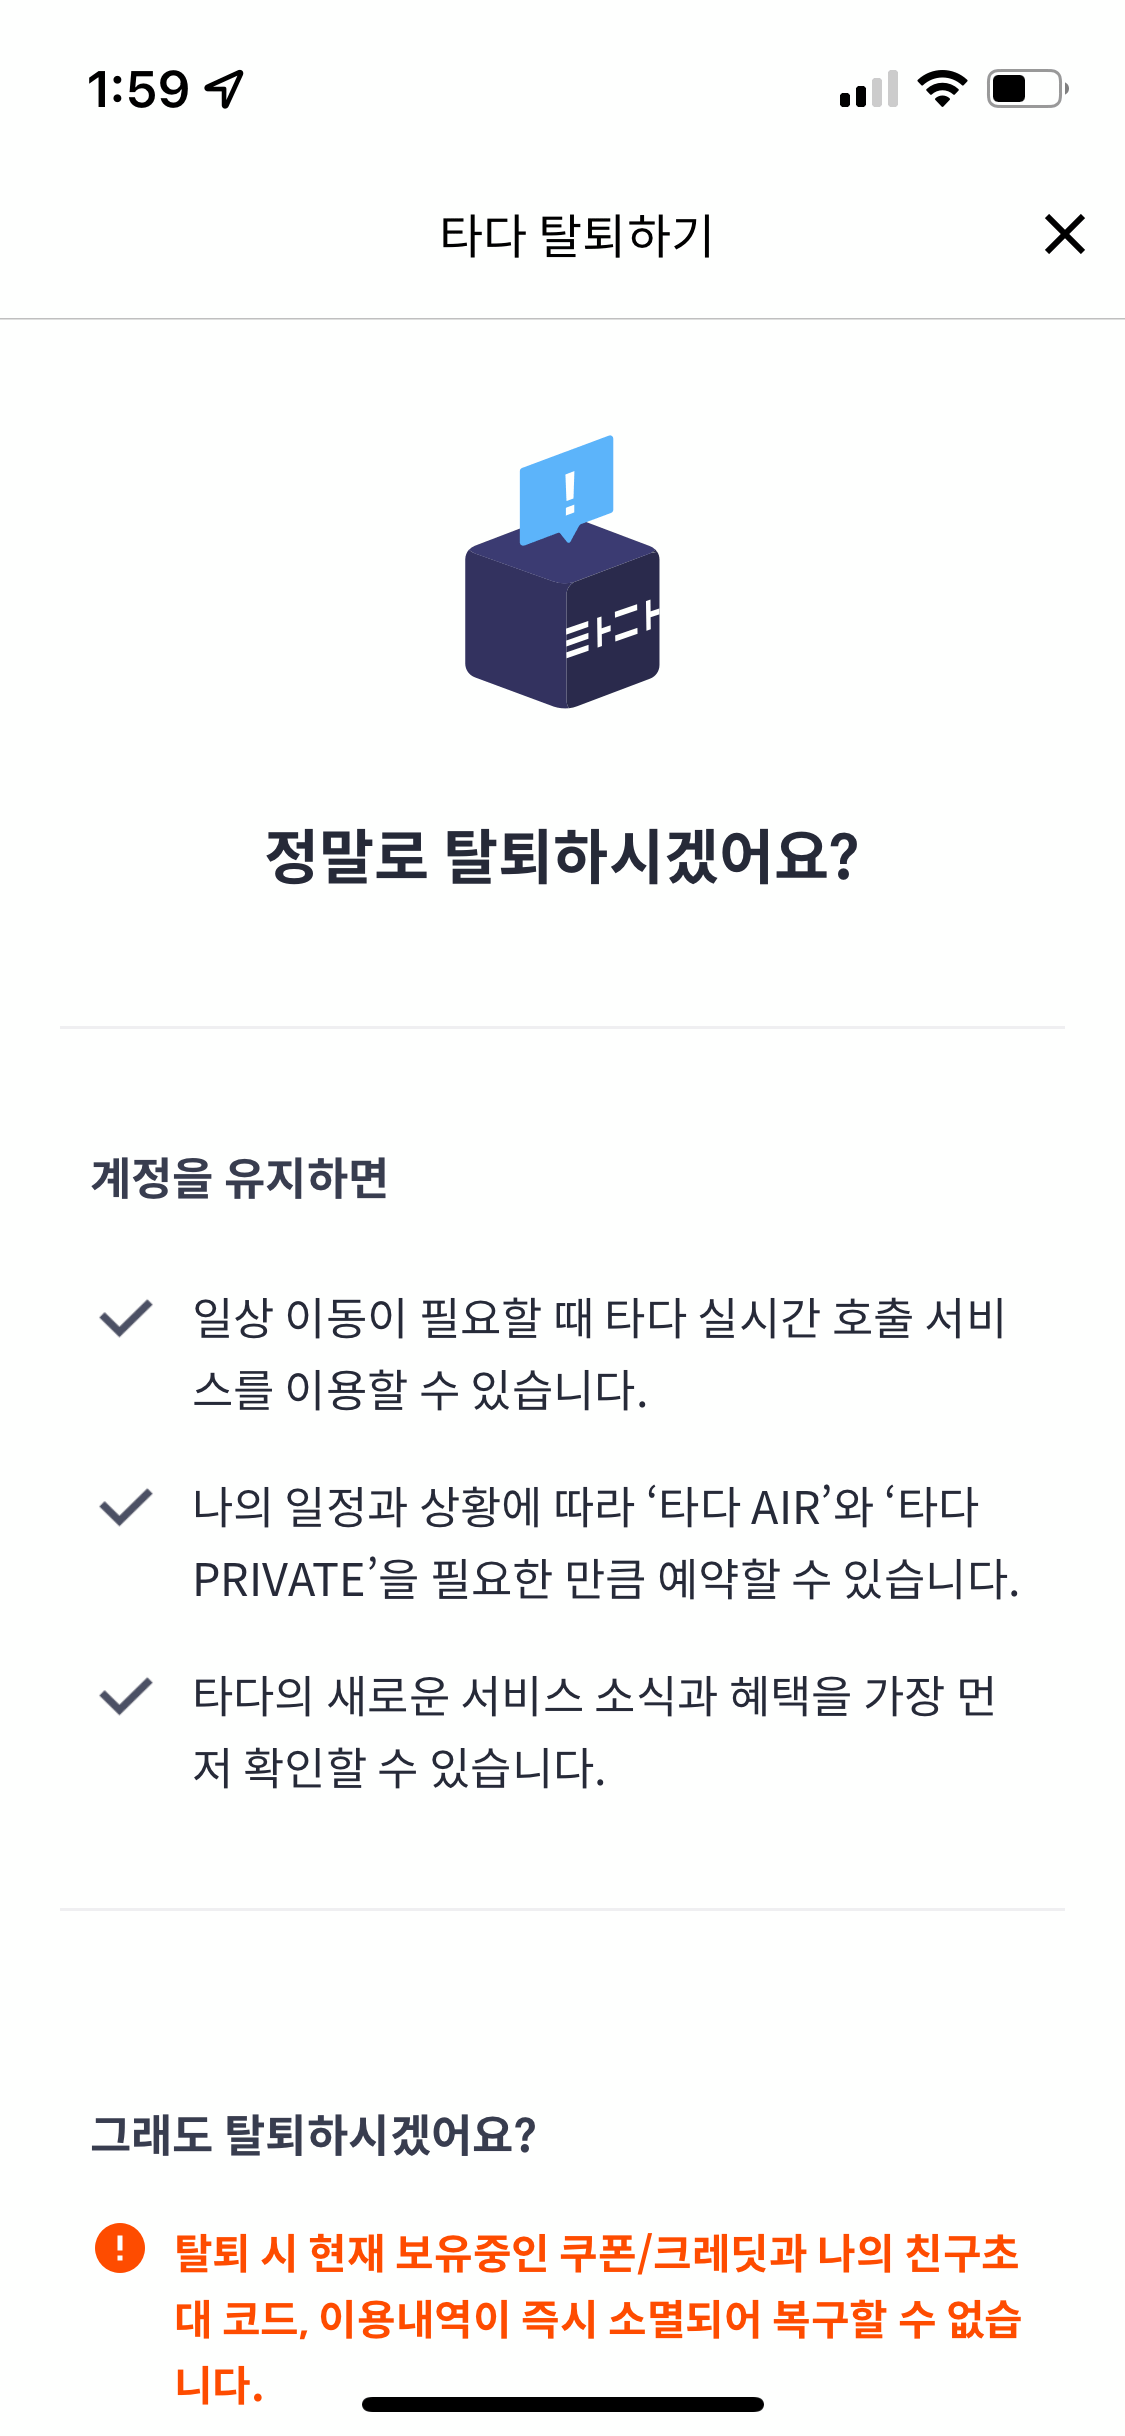 1:59
타다 탈퇴하기
!
타다
정말로 탈퇴하시겠어요?
계정을 유지하면
일상 이동이 필요할 때 타다 실시간 호출 서비
스를 이용할 수 있습니다.
나의 일정과 상황에 따라 ‘타다 AIR’와 ‘타다
PRIVATE’을 필요한 만큼 예약할 수 있습니다.
타다의 새로운 서비스 소식과 혜택을 가장 먼
저 확인할 수 있습니다.
그래도 탈퇴하시겠어요?
탈퇴 시 현재 보유중인 쿠폰/크레딧과 나의 친구초
대 코드, 이용내역이 즉시 소멸되어 복구할 수 없습
니다.